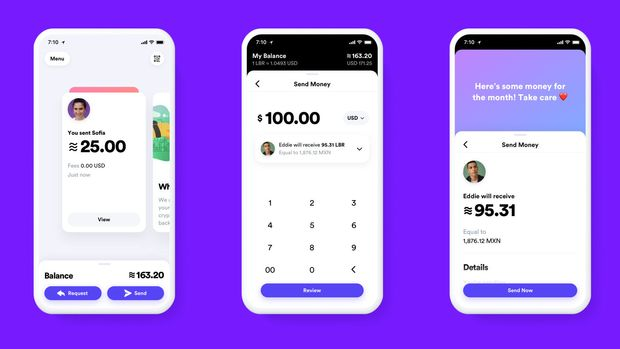 7:10
Menu
You sent Sofia
≋25.00
Fees 0.00 USD
Just now
View
Wh
We
your
cryp
back
Balance
≋163.20
Request
Send
7:10
My Balance
≋163.20
1 LBR = 1.0493 USD
USD 171.25
Send Money
$ 100.00
USD
Eddie will receive 95.31 LBR
Equal to 1,876.12 MXN
1 2 3
4 5 6
7 8 9
00 0 <
Review
7:10
Here's some money for
the month! Take care ❤️
Send Money
Eddie will receive
≋95.31
Equal to
1,876.12 MXN
Details
Send Now